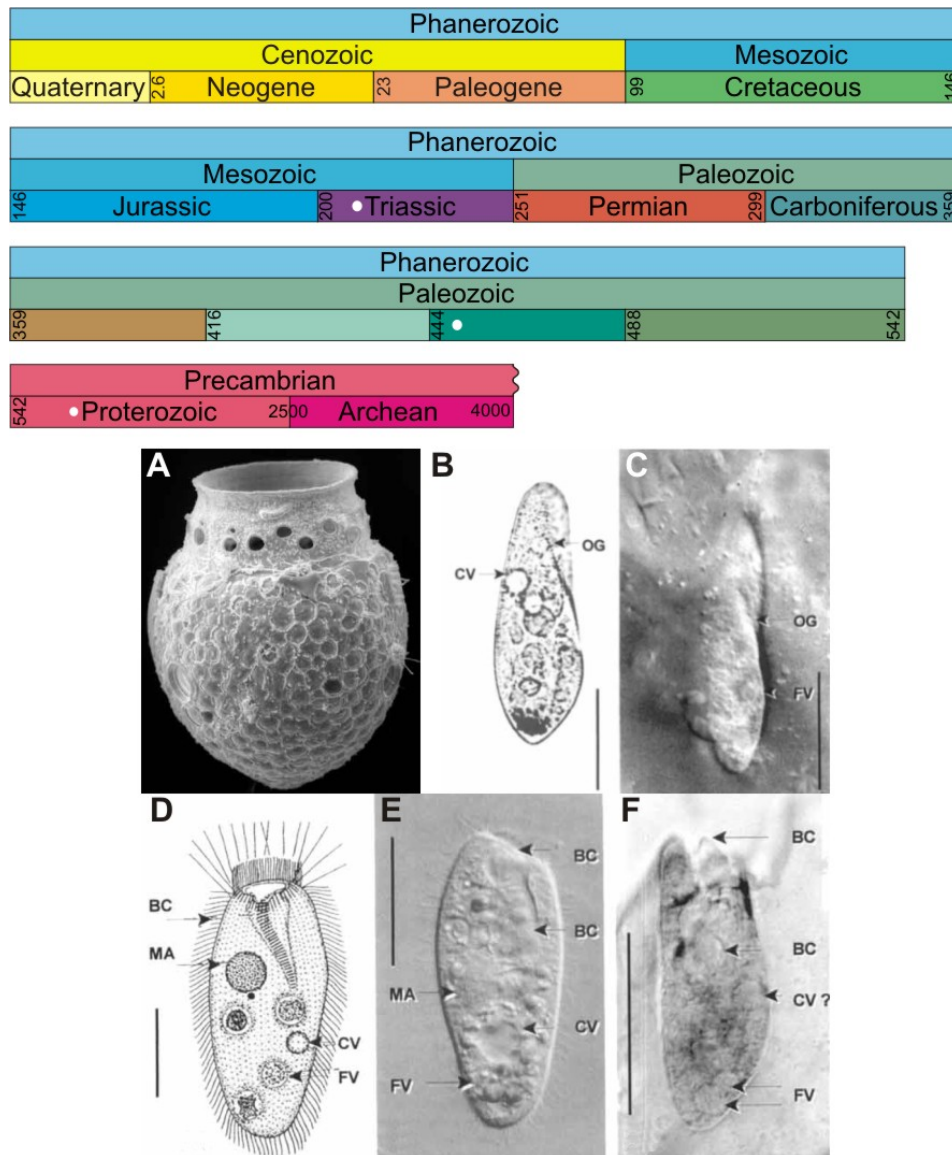 Phanerozoic
Cenozoic Mesozoic
Quaternary 2.6 Neogene 23 Paleogene 99 Cretaceous 146
Phanerozoic
Mesozoic Paleozoic
146 Jurassic 200 Triassic 251 Permian 299 Carboniferous 359
Phanerozoic
Paleozoic
359 416 444 488 542
Precambrian
542 Proterozoic 2500 Archean 4000
A B C
OG
CV
OG
FV
D E F
BC BC
BC
BC
MA
BC
MA
CV
CV ?
CV
FV
FV
FV